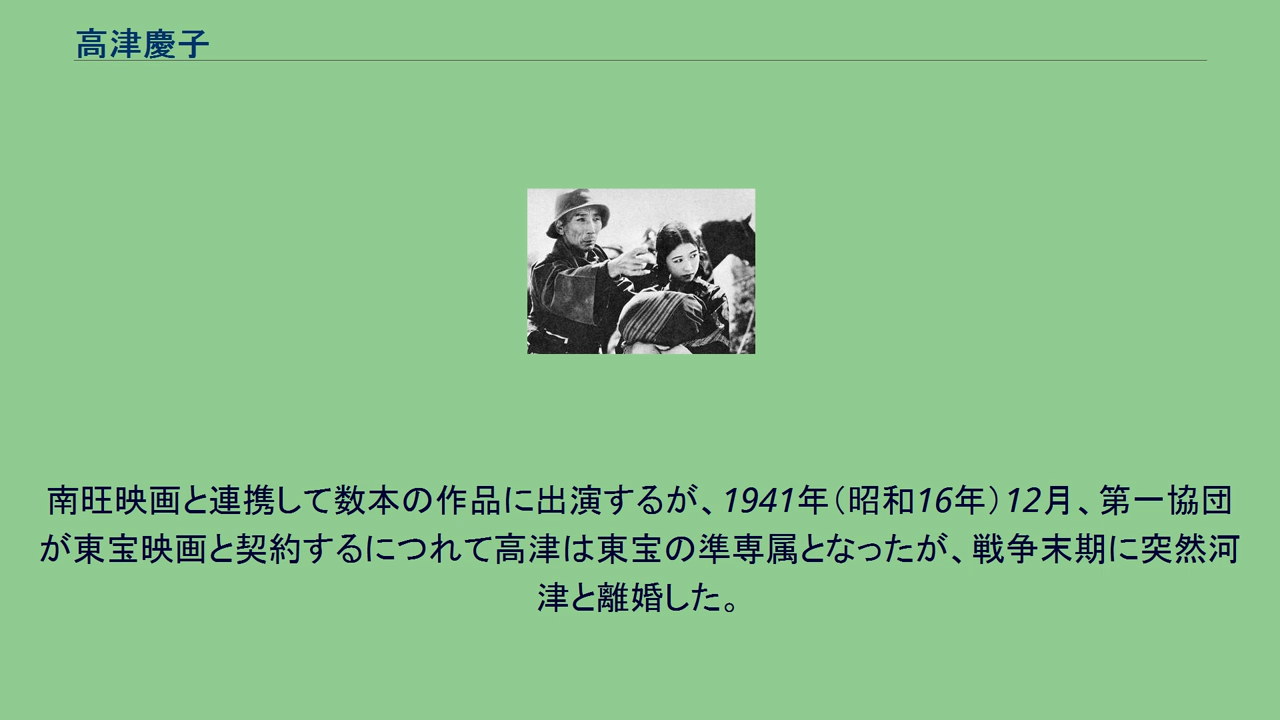 高津慶子
南旺映画と連携して数本の作品に出演するが、1941年（昭和16年）12月、第一協団
が東宝映画と契約するにつれて高津は東宝の準専属となったが、戦争末期に突然河
津と離婚した。